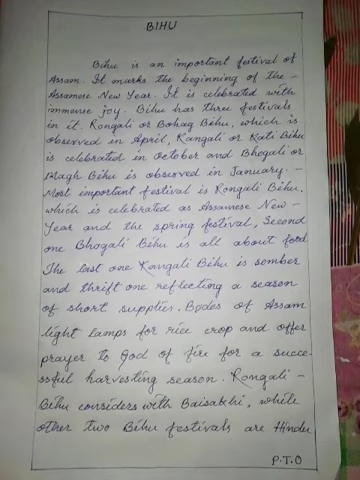 BIHU
Bihu is an important festival of
Assam. It marks the beginning of the -
Assamese New Year. It is celebrated with
immense joy. Bihu has three festivals
in it. Rongali or Bohag Bihu, which is
observed in April, Kangali or Kati Bihu
is celebrated in October and Bhogali or
Magh Bihu is observed in January. -
Most important festival is Rongali Bihu.
which is celebrated as Assamese New -
Year and the spring festival, Second
one Bhogali Bihu is all about food
The last one Kangali Bihu is somber
and thrift one reflecting a season
of short supplies. Bodos of Assam
light lamps for rice crop and offer
prayer to God of fire for a succe-
ssful harvesting season. Rongali -
Bihu considers with Baisakhi, while
other two Bihu festivals are Hindu
P.T.O